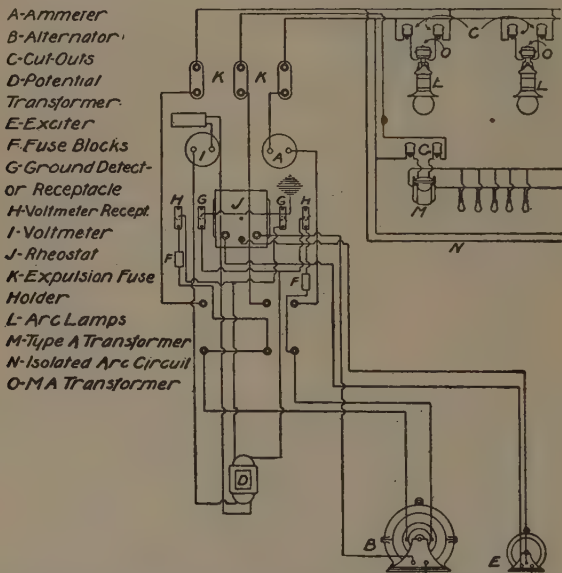 A-Ammeter
B-Alternator
C-Cut-Outs
D-Potential
Transformer
E-Exciter
F-Fuse Blocks
G-Ground Detect-
or Receptacle
H-Voltmeter Recept.
I-Voltmeter
J-Rheostat
K-Expulsion Fuse
Holder
L-Arc Lamps
M-Type A Transformer
N-Isolated Arc Circuit
O-MA Transformer
K K
C
O O
L L
I A
C
M
H G J G H
N
F F
D
B E